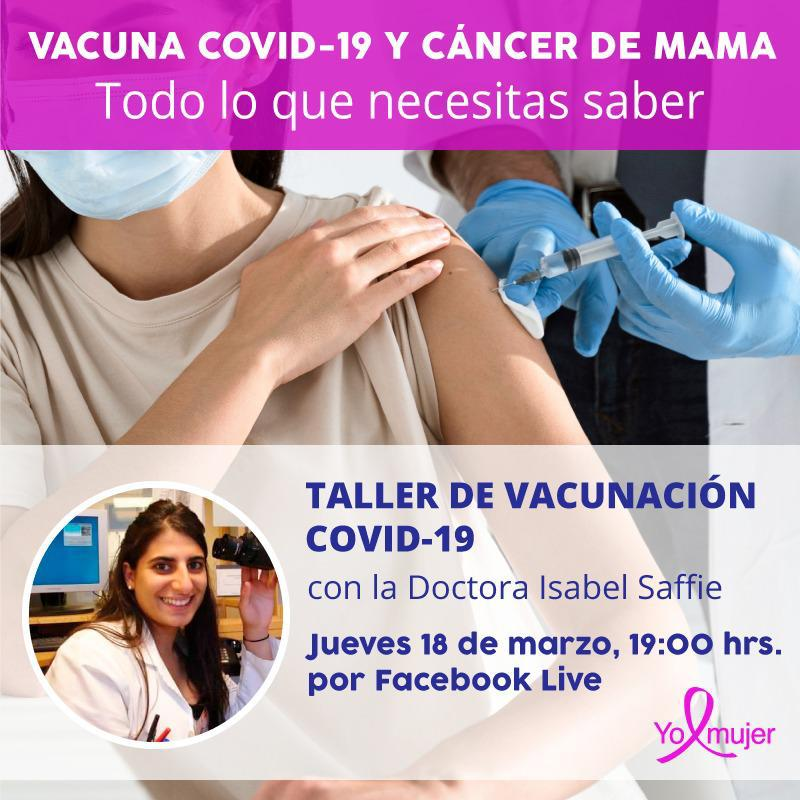 VACUNA COVID-19 Y CÁNCER DE MAMA
Todo lo que necesitas saber
TALLER DE VACUNACIÓN
COVID-19
con la Doctora Isabel Saffie
Jueves 18 de marzo, 19:00 hrs.
por Facebook Live
Yo mujer